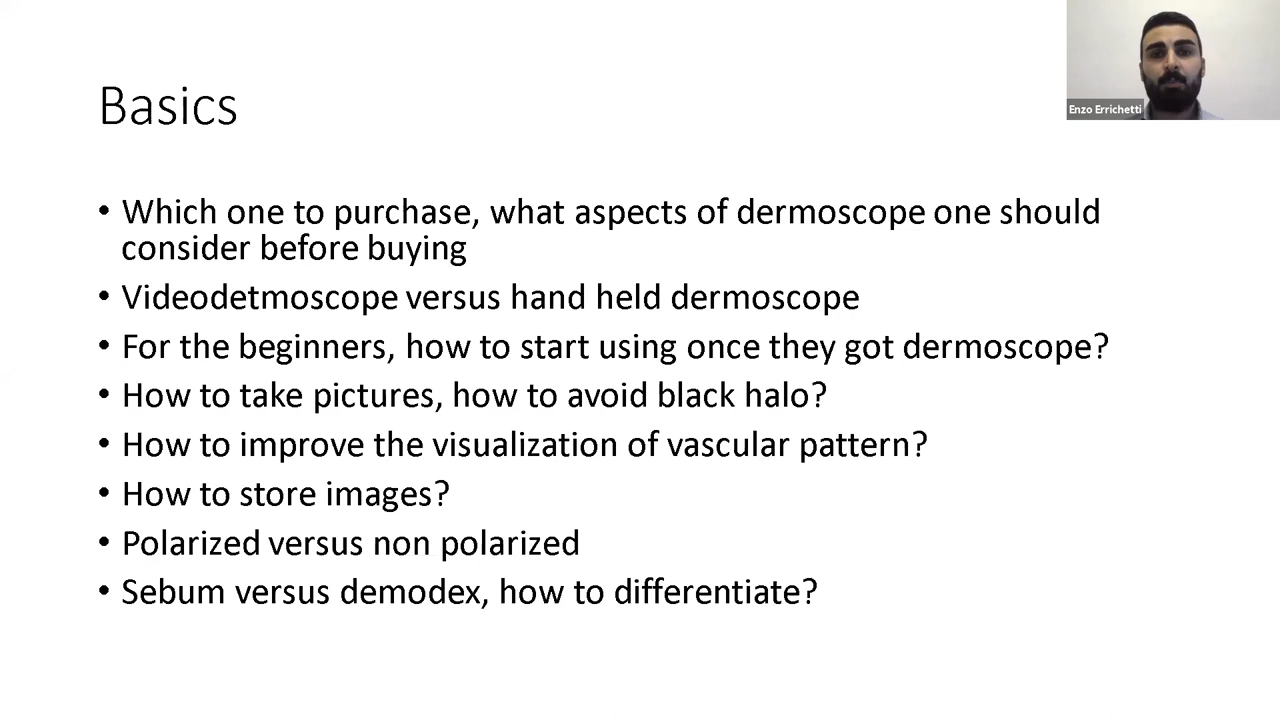 Enzo Errichetti
Basics
• Which one to purchase, what aspects of dermoscope one should
consider before buying
• Videodetmoscope versus hand held dermoscope
• For the beginners, how to start using once they got dermoscope?
• How to take pictures, how to avoid black halo?
• How to improve the visualization of vascular pattern?
• How to store images?
• Polarized versus non polarized
• Sebum versus demodex, how to differentiate?